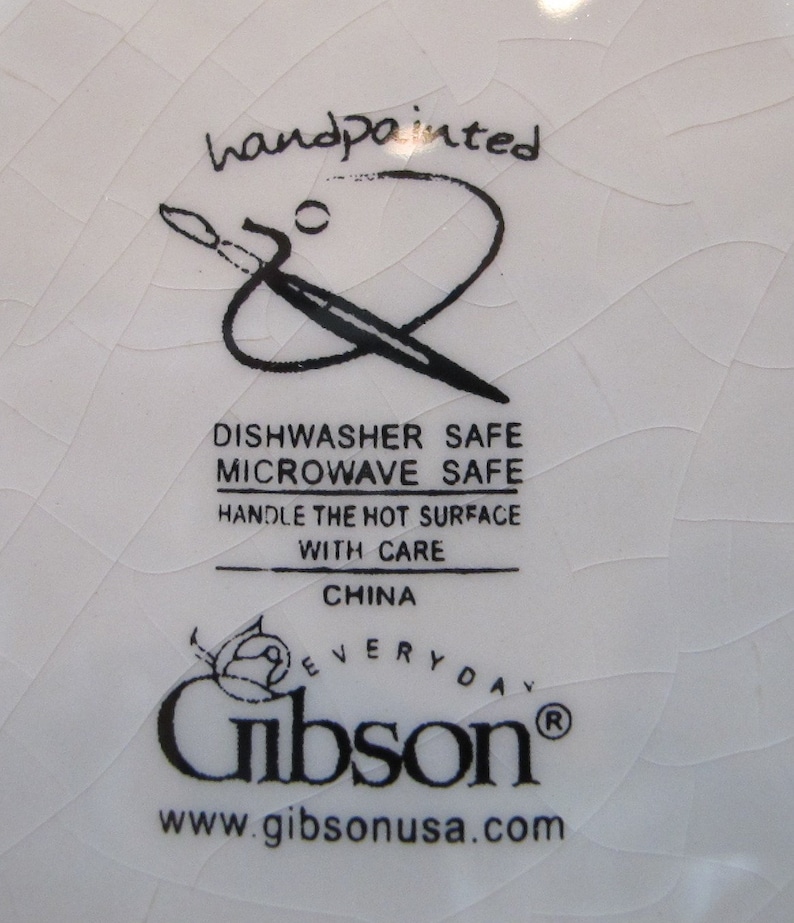 handpainted
DISHWASHER SAFE
MICROWAVE SAFE
HANDLE THE HOT SURFACE
WITH CARE
CHINA
EVERYDAY
Gibson®
www.gibsonusa.com